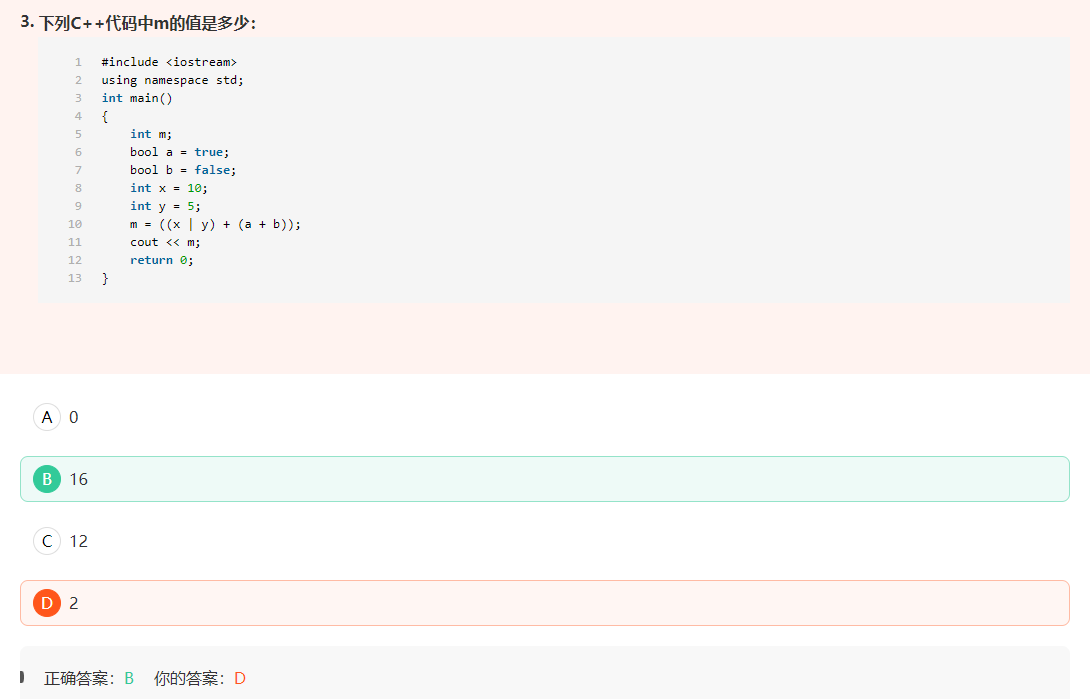 3. 下列C++代码中m的值是多少：
1 #include <iostream>
2 using namespace std;
3 int main()
4 {
5 int m;
6 bool a = true;
7 bool b = false;
8 int x = 10;
9 int y = 5;
10 m = ((x | y) + (a + b));
11 cout << m;
12 return 0;
13 }
A 0
B 16
C 12
D 2
正确答案：B 你的答案：D